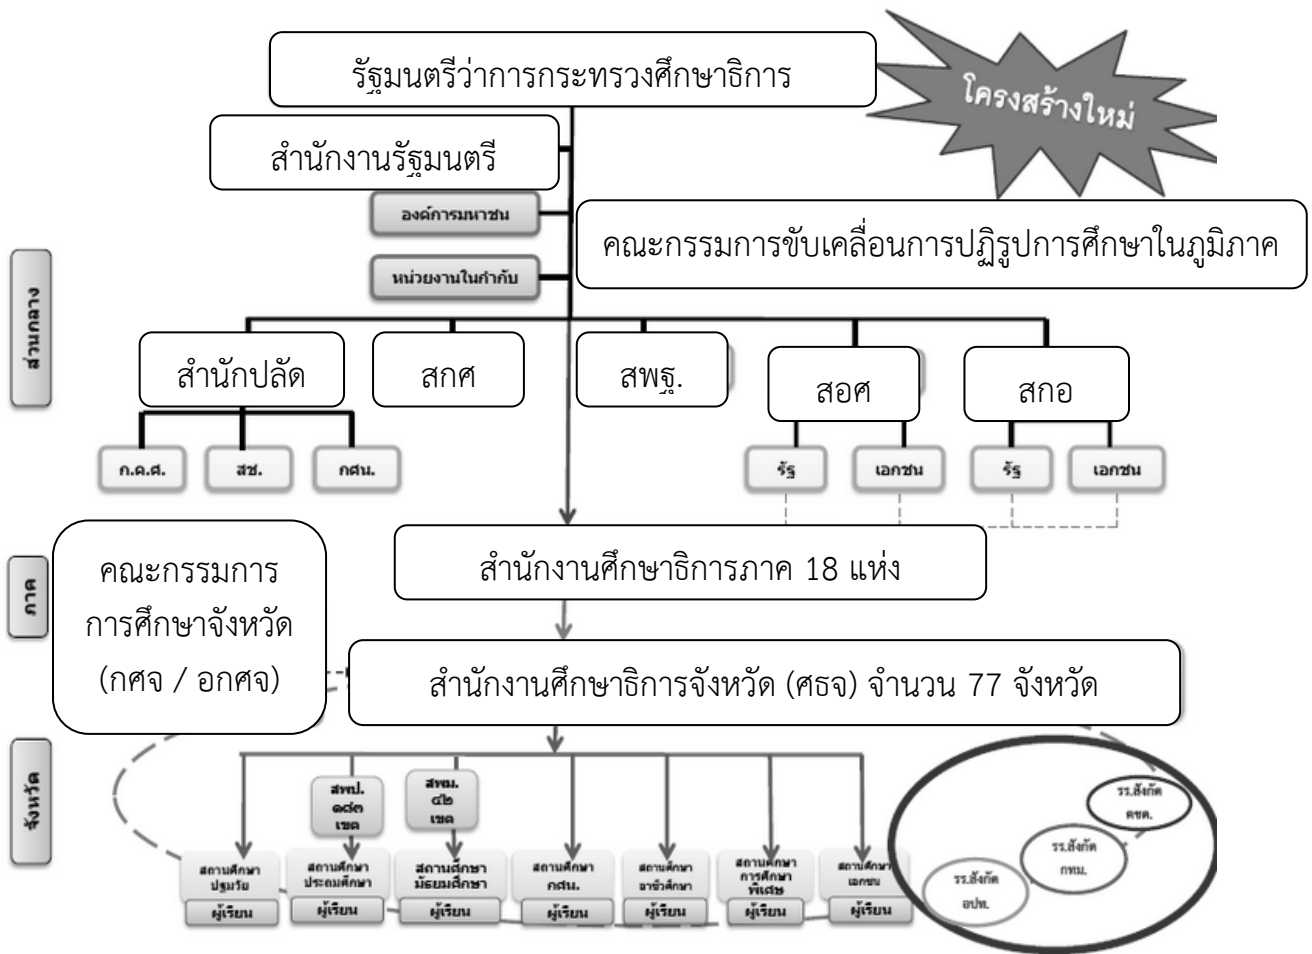 รัฐมนตรีว่าการกระทรวงศึกษาธิการ
โครงสร้างใหม่
สำนักงานรัฐมนตรี
องค์การมหาชน
คณะกรรมการขับเคลื่อนการปฏิรูปการศึกษาในภูมิภาค
หน่วยงานในกำกับ
ส่วนกลาง
สำนักปลัด
สกศ
สพฐ.
สอศ
สกอ
ก.ค.ศ.
สช.
กศน.
รัฐ
เอกชน
รัฐ
เอกชน
ภาค
คณะกรรมการ
การศึกษาจังหวัด
(กศจ / อกศจ)
สำนักงานศึกษาธิการภาค 18 แห่ง
สำนักงานศึกษาธิการจังหวัด (ศธจ) จำนวน 77 จังหวัด
จังหวัด
สพป.
๑๘๓
เขต
สพม.
๔๒
เขต
สถานศึกษา
ปฐมวัย
ผู้เรียน
สถานศึกษา
ประถมศึกษา
ผู้เรียน
สถานศึกษา
มัธยมศึกษา
ผู้เรียน
สถานศึกษา
กศน.
ผู้เรียน
สถานศึกษา
อาชีวศึกษา
ผู้เรียน
สถานศึกษา
การศึกษา
พิเศษ
ผู้เรียน
สถานศึกษา
เอกชน
ผู้เรียน
รร.สังกัด
ตชด.
รร.สังกัด
กทม.
รร.สังกัด
อปท.